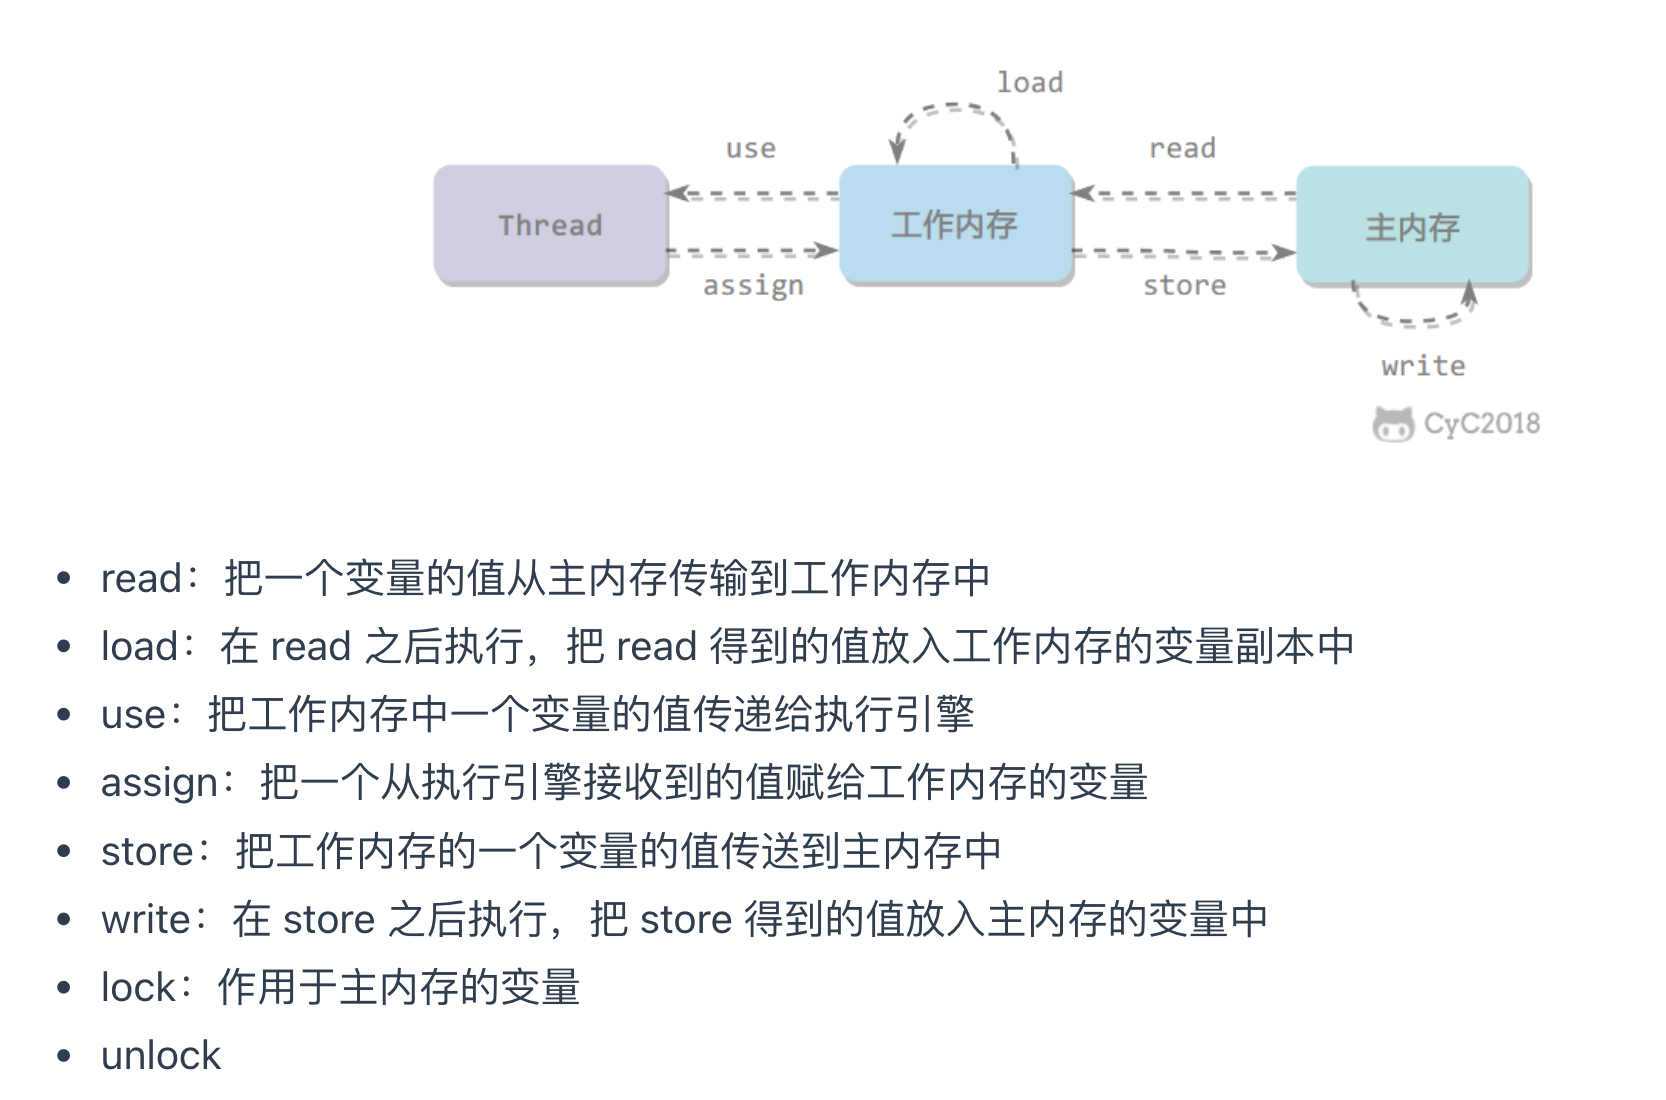 load
use
read
Thread
工作内存
主内存
assign
store
write
CyC2018
• read：把一个变量的值从主内存传输到工作内存中
• load：在 read 之后执行，把 read 得到的值放入工作内存的变量副本中
• use：把工作内存中一个变量的值传递给执行引擎
• assign：把一个从执行引擎接收到的值赋给工作内存的变量
• store：把工作内存的一个变量的值传送到主内存中
• write：在 store 之后执行，把 store 得到的值放入主内存的变量中
• lock：作用于主内存的变量
• unlock